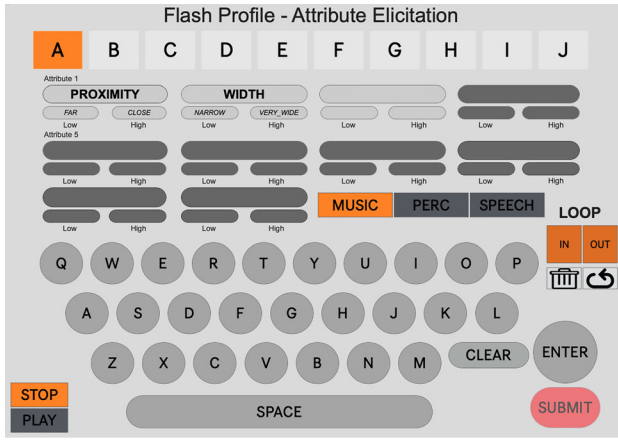 Flash Profile - Attribute Elicitation
A B C D E F G H I J
Attribute 1
PROXIMITY WIDTH
FAR CLOSE NARROW VERY_WIDE
Low High Low High Low High Low High
Attribute 5
Low High Low High Low High Low High
MUSIC PERC SPEECH LOOP
Low High Low High
IN OUT
Q W E R T Y U I O P
A S D F G H J K L
Z X C V B N M CLEAR ENTER
STOP
PLAY SPACE SUBMIT